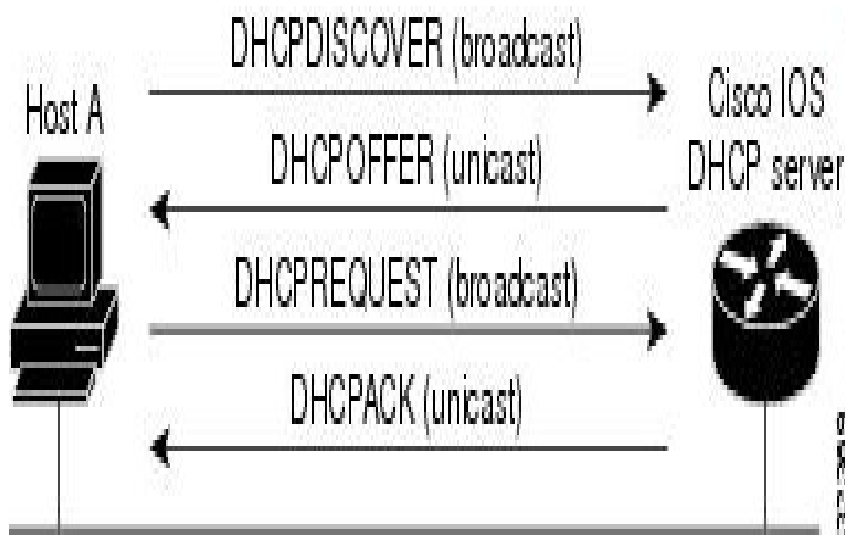 DHCPDISCOVER (broadcast)
Host A
Cisco IOS
DHCP server
DHCPOFFER (unicast)
DHCPREQUEST (broadcast)
DHCPACK (unicast)